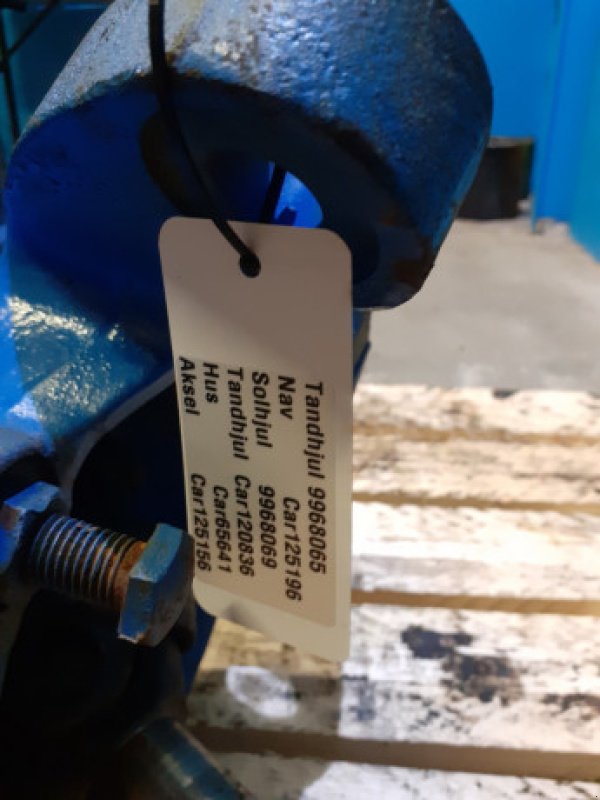 Tandhjul 9968065
Nav Car125196
Solhjul 9968069
Tandhjul Car120836
Hus Car65641
Aksel Car125156